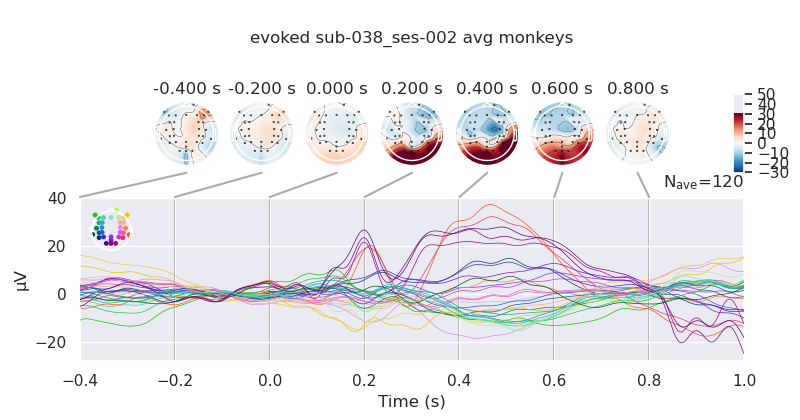 evoked sub-038_ses-002 avg monkeys
-0.400 s -0.200 s 0.000 s 0.200 s 0.400 s 0.600 s 0.800 s
50
40
30
20
10
0
−10
−20
−30
Nave=120
40
20
0
−20
µV
−0.4 −0.2 0.0 0.2 0.4 0.6 0.8 1.0
Time (s)